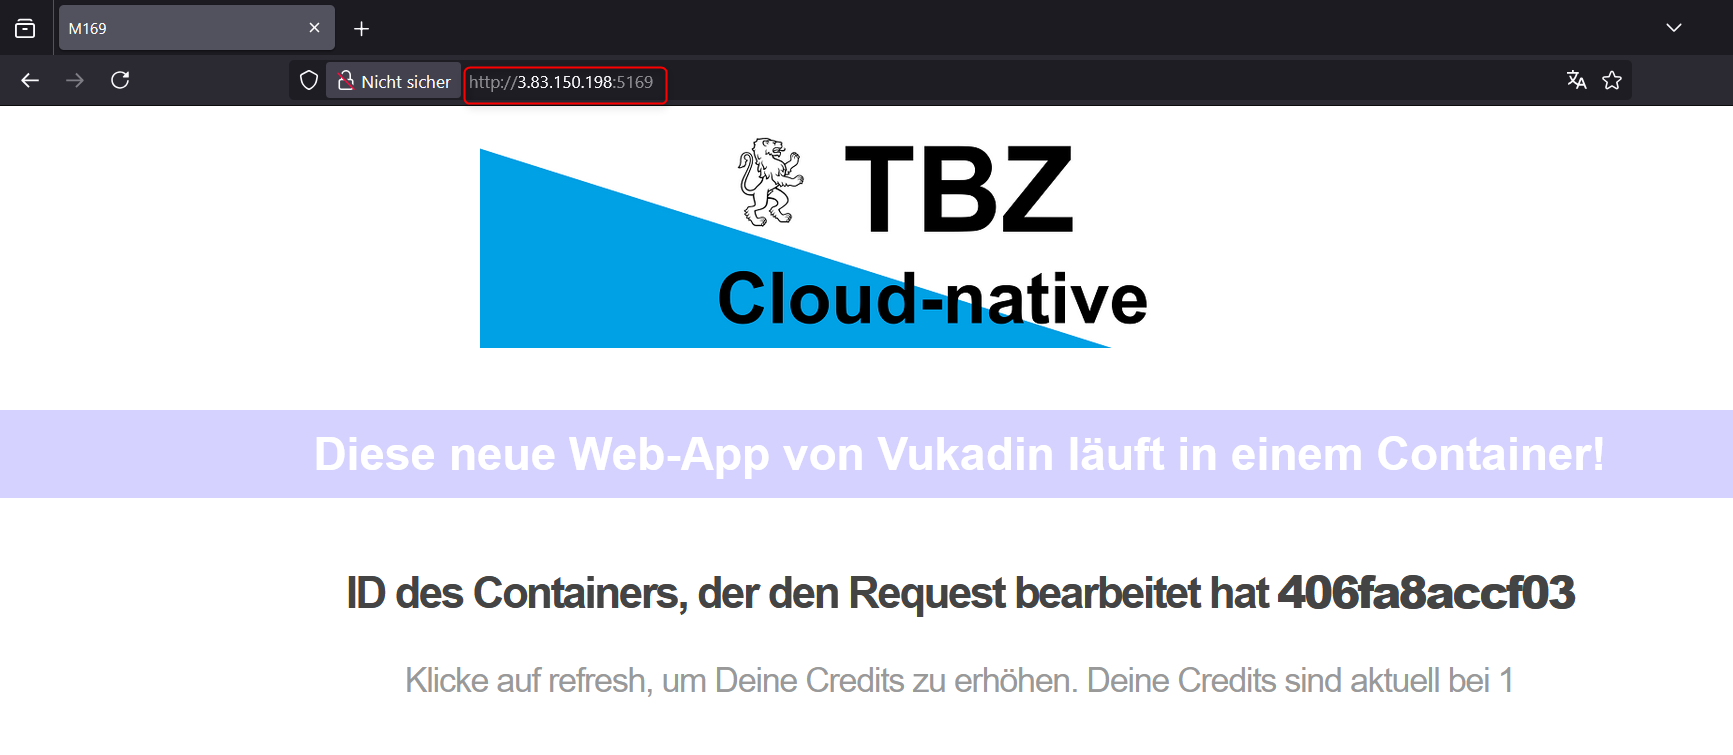 M169
Nicht sicher http://3.83.150.198:5169
TBZ
Cloud-native
Diese neue Web-App von Vukadin läuft in einem Container!
ID des Containers, der den Request bearbeitet hat 406fa8accf03
Klicke auf refresh, um Deine Credits zu erhöhen. Deine Credits sind aktuell bei 1